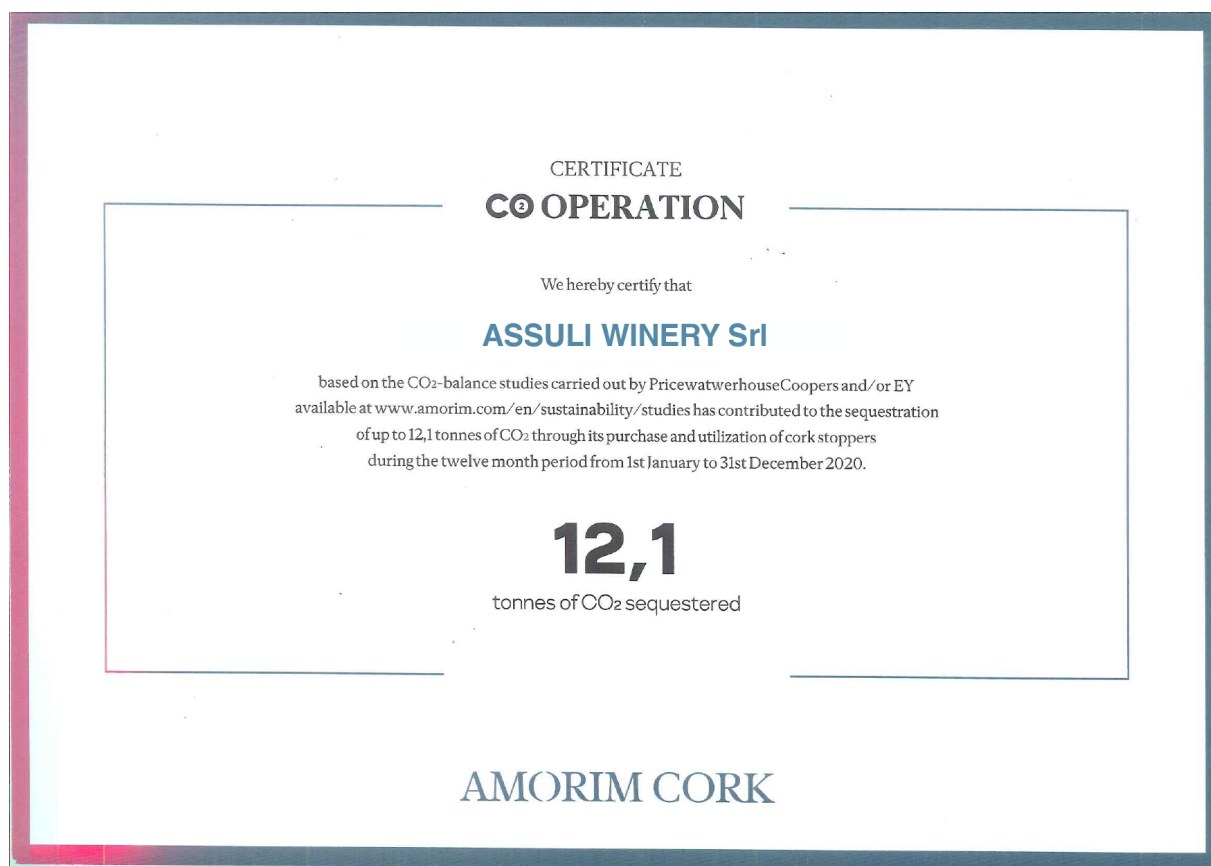 CERTIFICATE
CO2 OPERATION
We hereby certify that
ASSULI WINERY Srl
based on the CO2-balance studies carried out by PricewatwerhouseCoopers and/or EY
available at www.amorim.com/en/sustainability/studies has contributed to the sequestration
of up to 12,1 tonnes of CO2 through its purchase and utilization of cork stoppers
during the twelve month period from 1st January to 31st December 2020.
12,1
tonnes of CO2 sequestered
AMORIM CORK